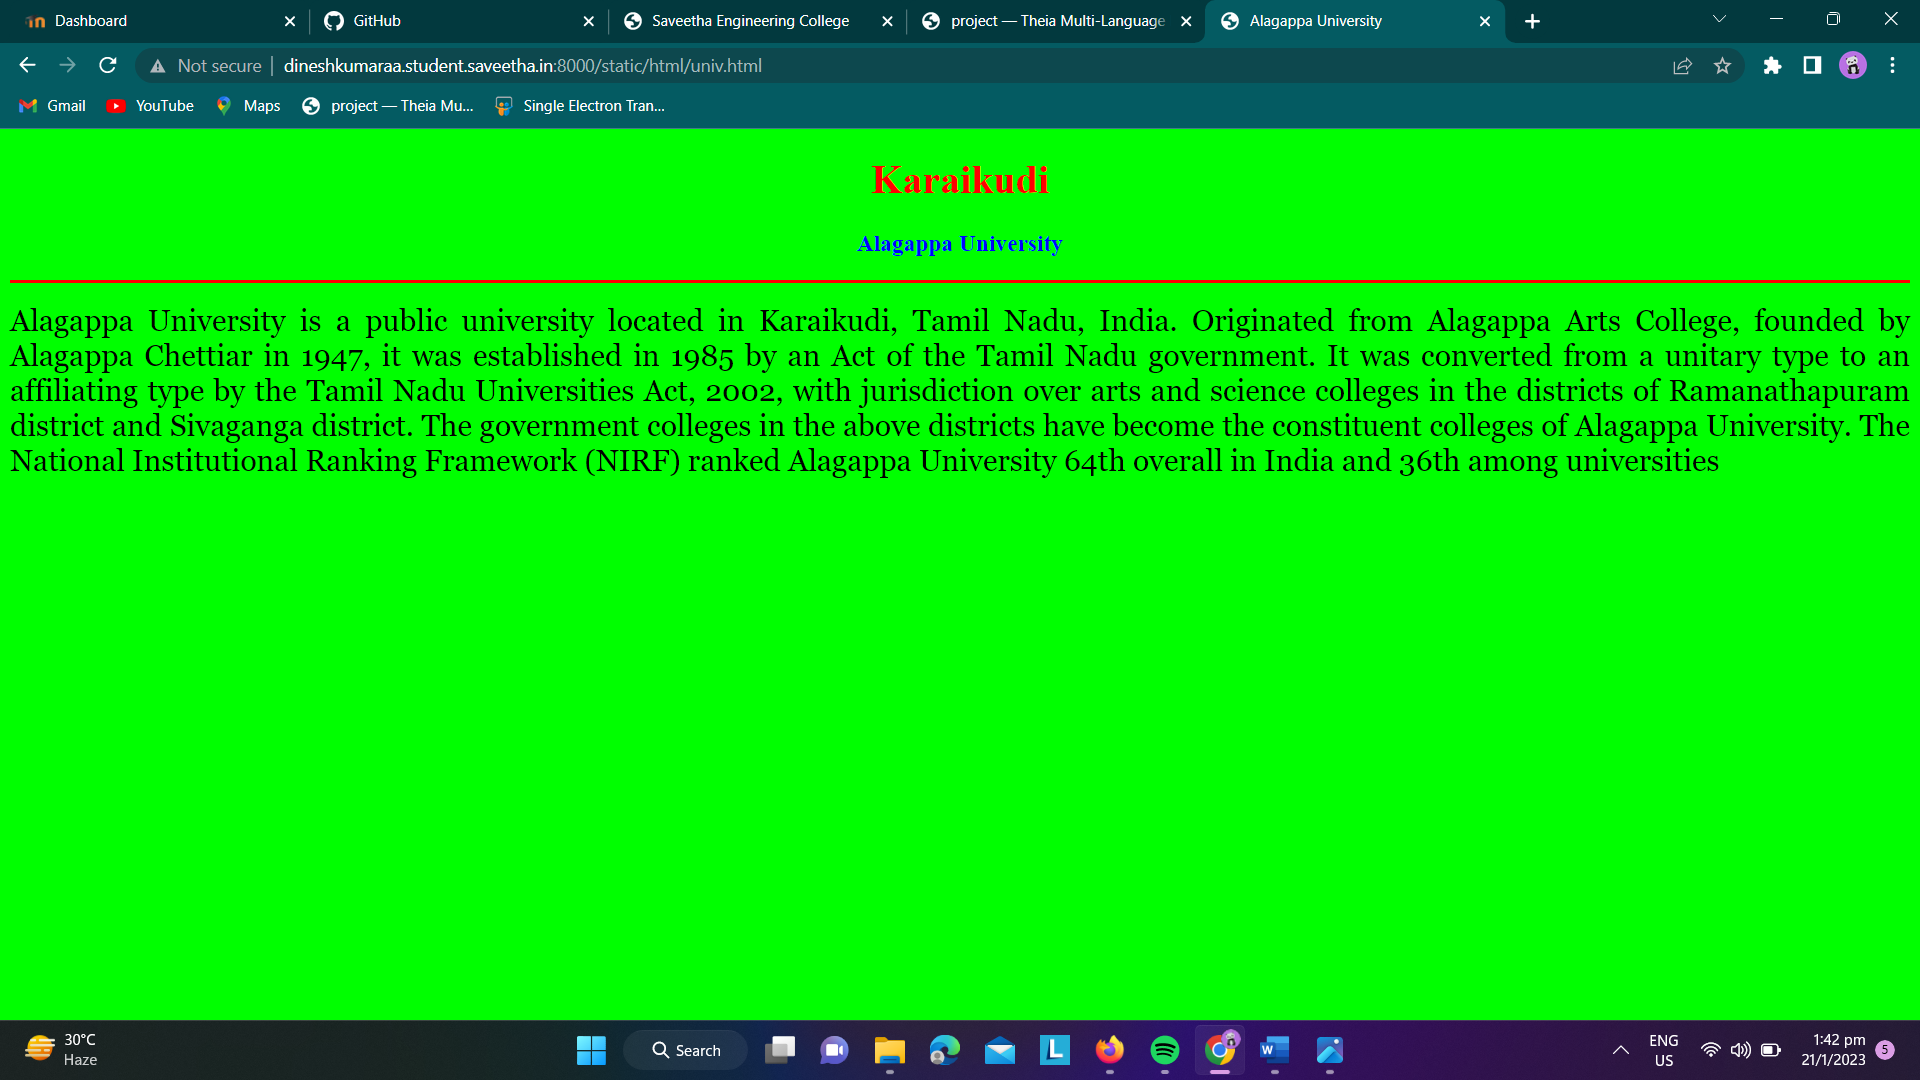 Dashboard
GitHub
Saveetha Engineering College
project — Theia Multi-Language
Alagappa University
Not secure
dineshkumaraa.student.saveetha.in:8000/static/html/univ.html
Gmail
YouTube
Maps
project — Theia Mu...
Single Electron Tran...
Karaikudi
Alagappa University
Alagappa University is a public university located in Karaikudi, Tamil Nadu, India. Originated from Alagappa Arts College, founded by
Alagappa Chettiar in 1947, it was established in 1985 by an Act of the Tamil Nadu government. It was converted from a unitary type to an
affiliating type by the Tamil Nadu Universities Act, 2002, with jurisdiction over arts and science colleges in the districts of Ramanathapuram
district and Sivaganga district. The government colleges in the above districts have become the constituent colleges of Alagappa University. The
National Institutional Ranking Framework (NIRF) ranked Alagappa University 64th overall in India and 36th among universities
30°C
Haze
Search
L
W
ENG
US
1:42 pm
21/1/2023
5